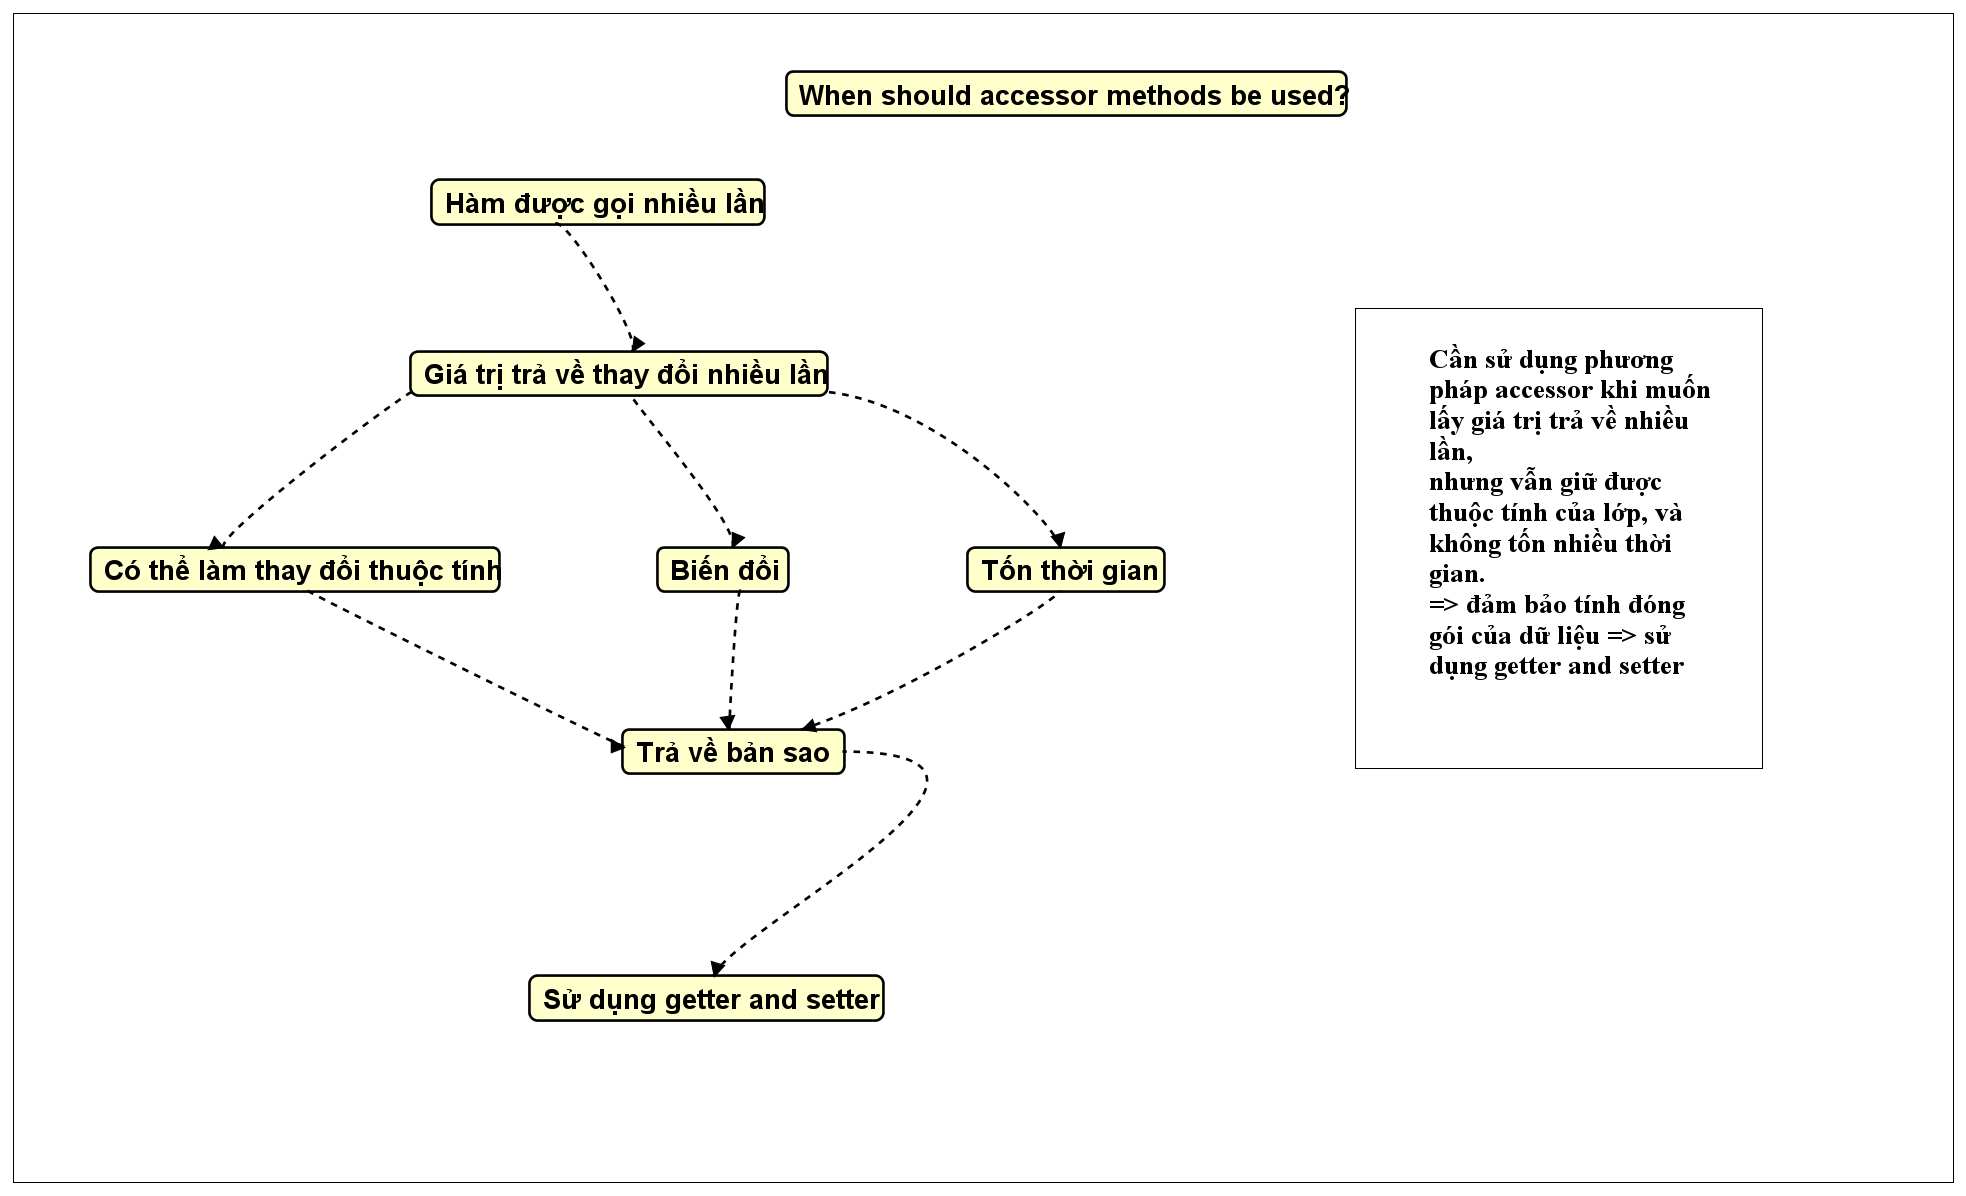 When should accessor methods be used?
Hàm được gọi nhiều lần
Giá trị trả về thay đổi nhiều lần
Có thể làm thay đổi thuộc tính
Biến đổi
Tốn thời gian
Trả về bản sao
Sử dụng getter and setter
Cần sử dụng phương
pháp accessor khi muốn
lấy giá trị trả về nhiều
lần,
nhưng vẫn giữ được
thuộc tính của lớp, và
không tốn nhiều thời
gian.
=> đảm bảo tính đóng
gói của dữ liệu => sử
dụng getter and setter